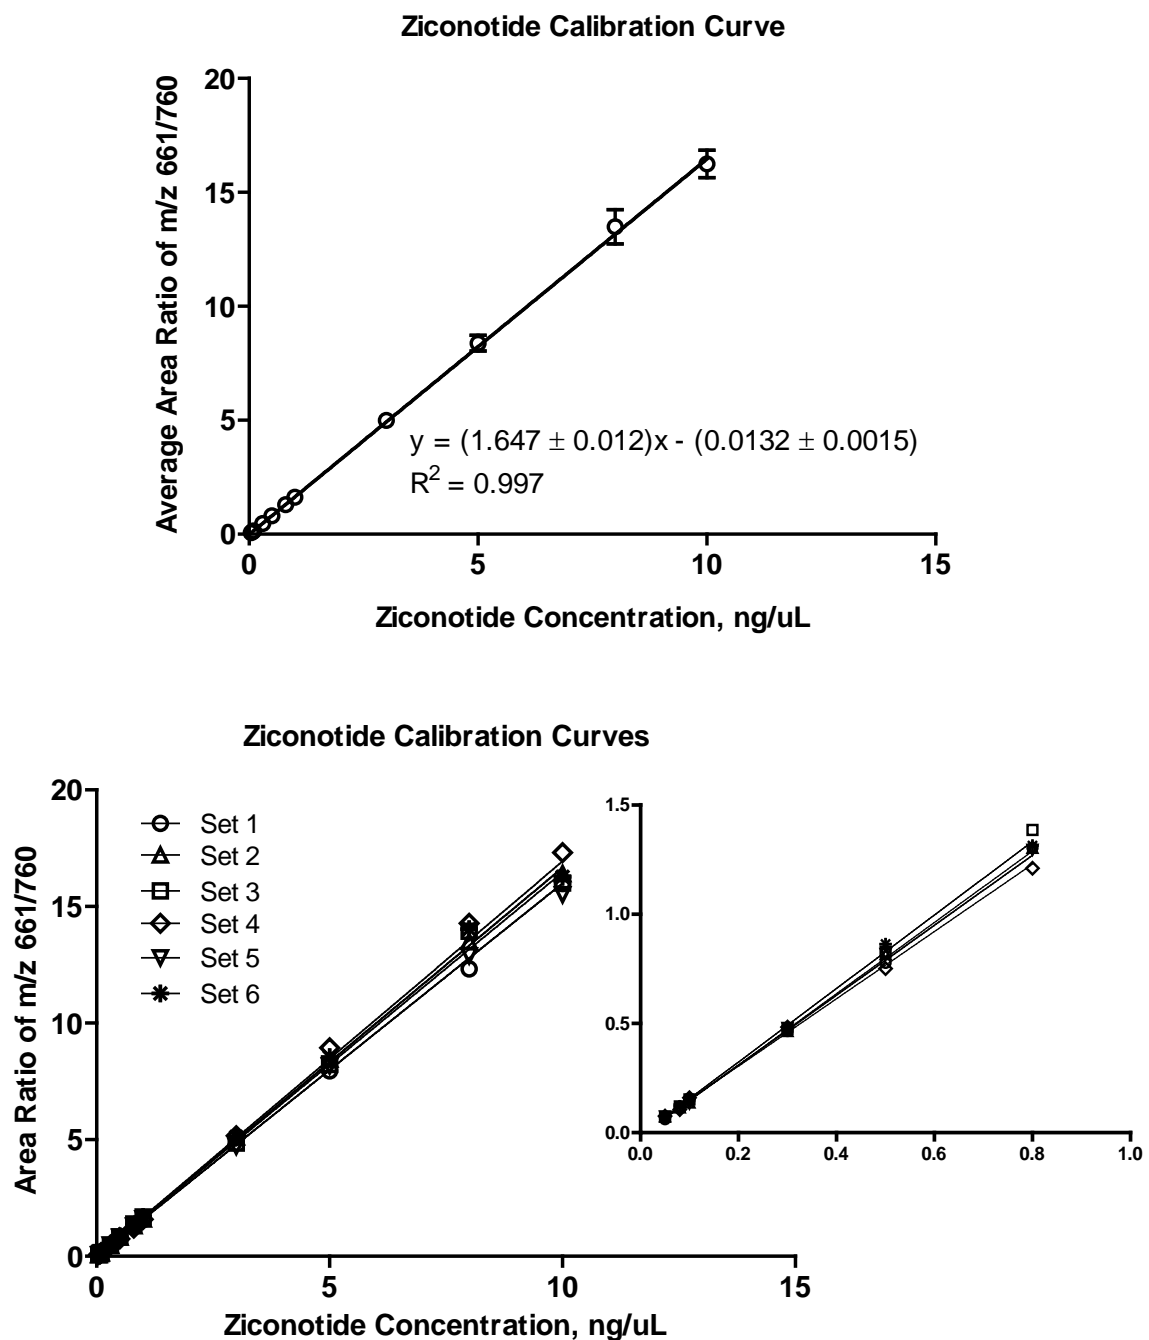 Ziconotide Calibration Curve
Average Area Ratio of m/z 661/760
20
15
10
5
0
y = (1.647 ± 0.012)x - (0.0132 ± 0.0015)
R² = 0.997
0 5 10 15
Ziconotide Concentration, ng/uL
Ziconotide Calibration Curves
Area Ratio of m/z 661/760
20
15
10
5
0
Set 1
Set 2
Set 3
Set 4
Set 5
Set 6
1.5
1.0
0.5
0.0
0.0 0.2 0.4 0.6 0.8 1.0
0 5 10 15
Ziconotide Concentration, ng/uL